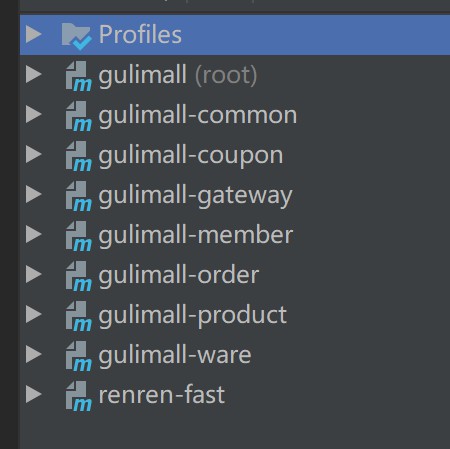 Profiles
gulimall (root)
gulimall-common
gulimall-coupon
gulimall-gateway
gulimall-member
gulimall-order
gulimall-product
gulimall-ware
renren-fast